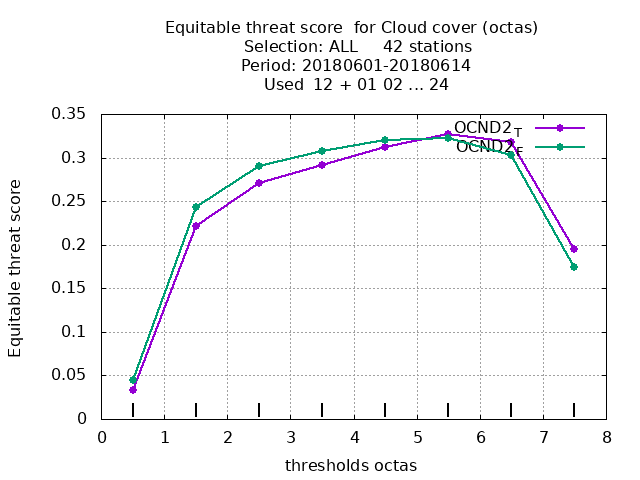 Equitable threat score  for Cloud cover (octas)
Selection: ALL     42 stations
Period: 20180601-20180614
Used  12 + 01 02 ... 24
Equitable threat score
0.35
0.3
0.25
0.2
0.15
0.1
0.05
0
OCND2_T
OCND2_F
0 1 2 3 4 5 6 7 8
thresholds octas